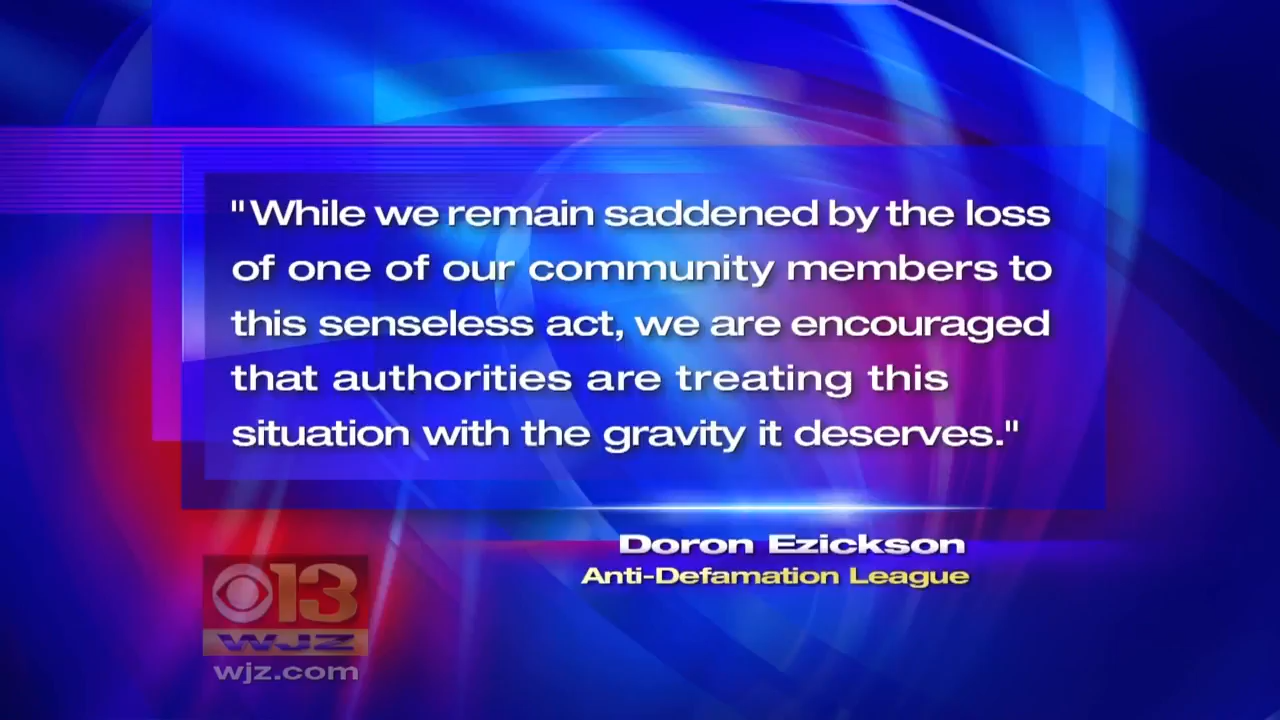 "While we remain saddened by the loss
of one of our community members to
this senseless act, we are encouraged
that authorities are treating this
situation with the gravity it deserves."
Doron Ezickson
Anti-Defamation League
13
WJZ
wjz.com